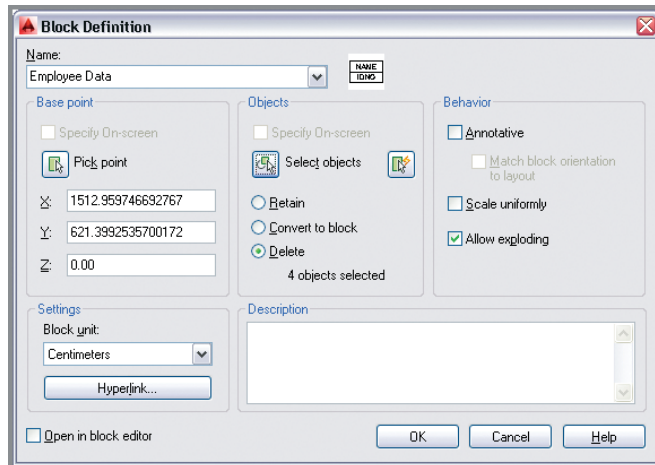 Block Definition
Name:
Employee Data
NAME
IDNO
Base point
Specify On-screen
Pick point
X: 1512.959746692767
Y: 621.3992535700172
Z: 0.00
Objects
Specify On-screen
Select objects
Retain
Convert to block
Delete
4 objects selected
Behavior
Annotative
Match block orientation
to layout
Scale uniformly
Allow exploding
Settings
Block unit:
Centimeters
Hyperlink...
Description
Open in block editor
OK Cancel Help